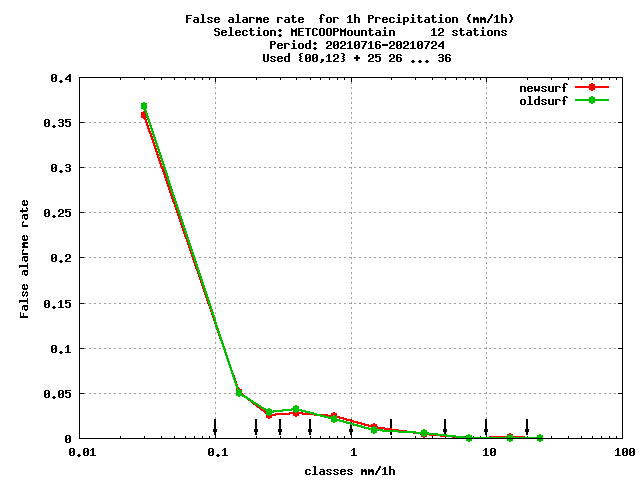 False alarme rate  for 1h Precipitation (mm/1h)
Selection: METCOOPMountain     12 stations
Period: 20210716-20210724
Used {00,12} + 25 26 ... 36
newsurf
oldsurf
0.4
0.35
0.3
0.25
0.2
0.15
0.1
0.05
0
False alarme rate
0.01
0.1
1
10
100
classes mm/1h